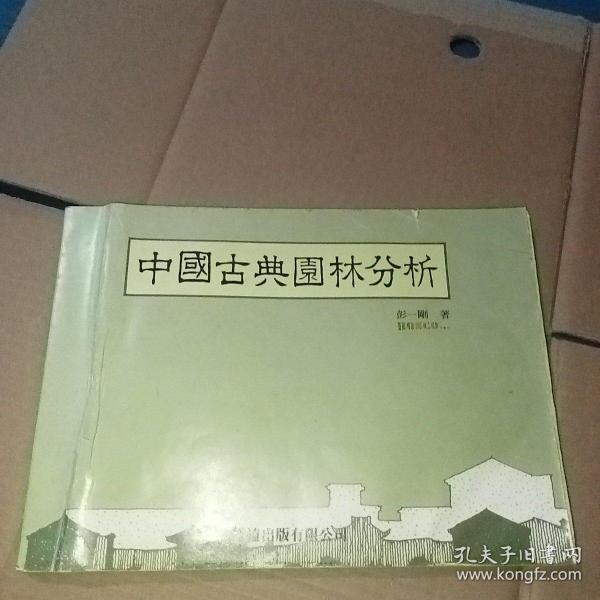 中國古典園林分析
彭一剛 著
出版有限公司
孔夫子旧书网
www.kongfz.com